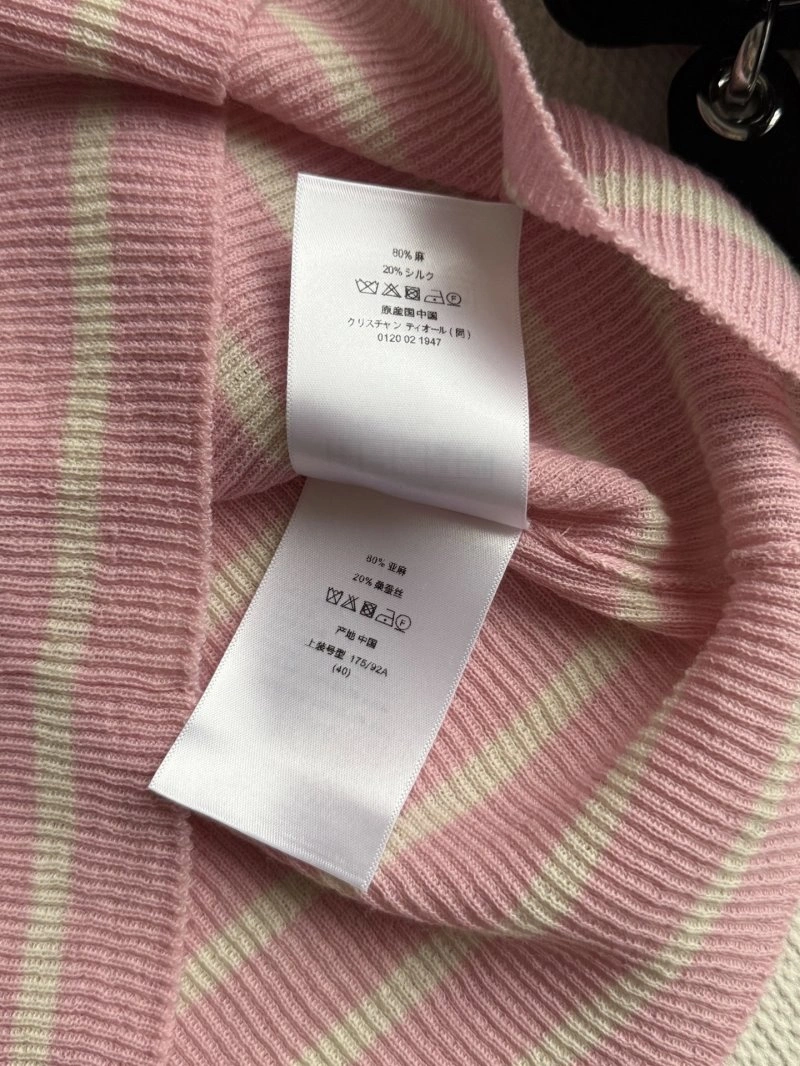 80% 麻
20% シルク
原産国中国
クリスチャン ディオール(同)
0120 02 1947
80% 亚麻
20% 桑蚕丝
产地 中国
上装号型 175/92A
(40)